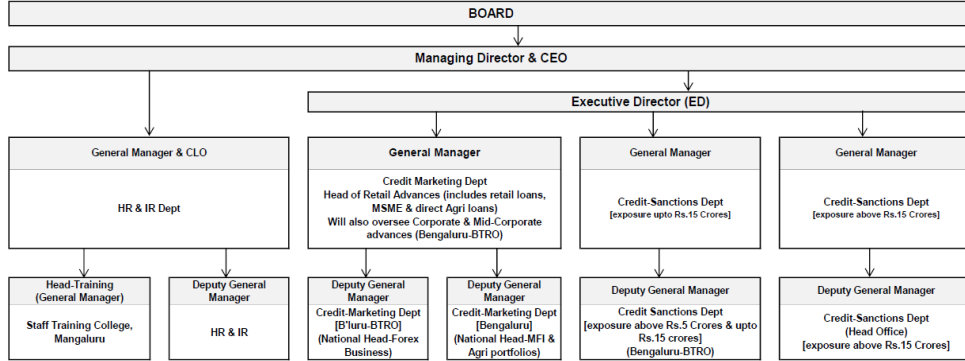 BOARD
Managing Director & CEO
Executive Director (ED)
General Manager & CLO
HR & IR Dept
General Manager
Credit Marketing Dept
Head of Retail Advances (includes retail loans,
MSME & direct Agri loans)
Will also oversee Corporate & Mid-Corporate
advances (Bengaluru-BTRO)
General Manager
Credit-Sanctions Dept
[exposure upto Rs.15 Crores]
General Manager
Credit-Sanctions Dept
[exposure above Rs.15 Crores]
Head-Training
(General Manager)
Staff Training College,
Mangaluru
Deputy General
Manager
HR & IR
Deputy General
Manager
Credit-Marketing Dept
[B'luru-BTRO]
(National Head-Forex
Business)
Deputy General
Manager
Credit-Marketing Dept
[Bengaluru]
(National Head-MFI &
Agri portfolios)
Deputy General Manager
Credit Sanctions Dept
[exposure above Rs.5 Crores & upto
Rs.15 crores]
(Bengaluru-BTRO)
Deputy General Manager
Credit-Sanctions Dept
(Head Office)
[exposure above Rs.15 Crores]